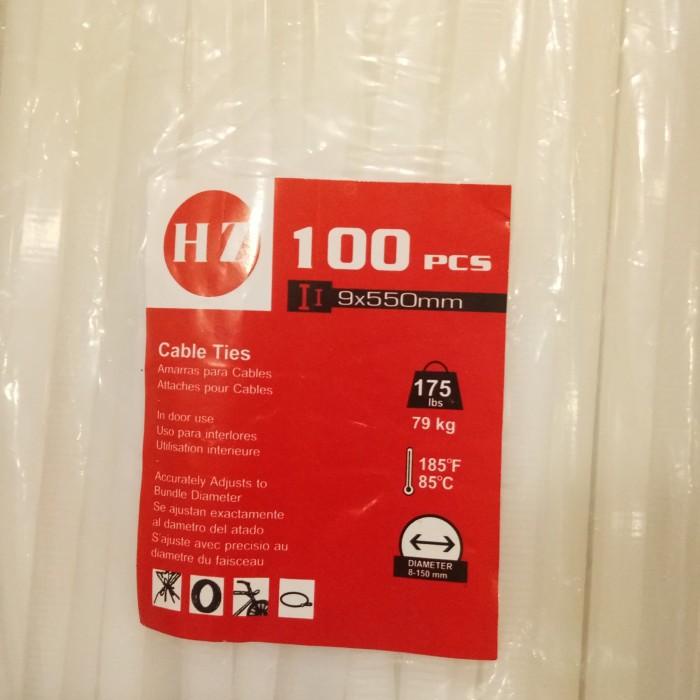 HZ
100 PCS
9x550mm
Cable Ties
Amarras para Cables
Attaches pour Cables
175
lbs
79 kg
In door use
Uso para interlores
Utilisation interieure
185°F
85°C
Accurately Adjusts to
Bundle Diameter
Se ajustan exactamente
al dametro del atado
S'ajuste avec precisio au
diametre du faisceau
DIAMETER
8-150 mm